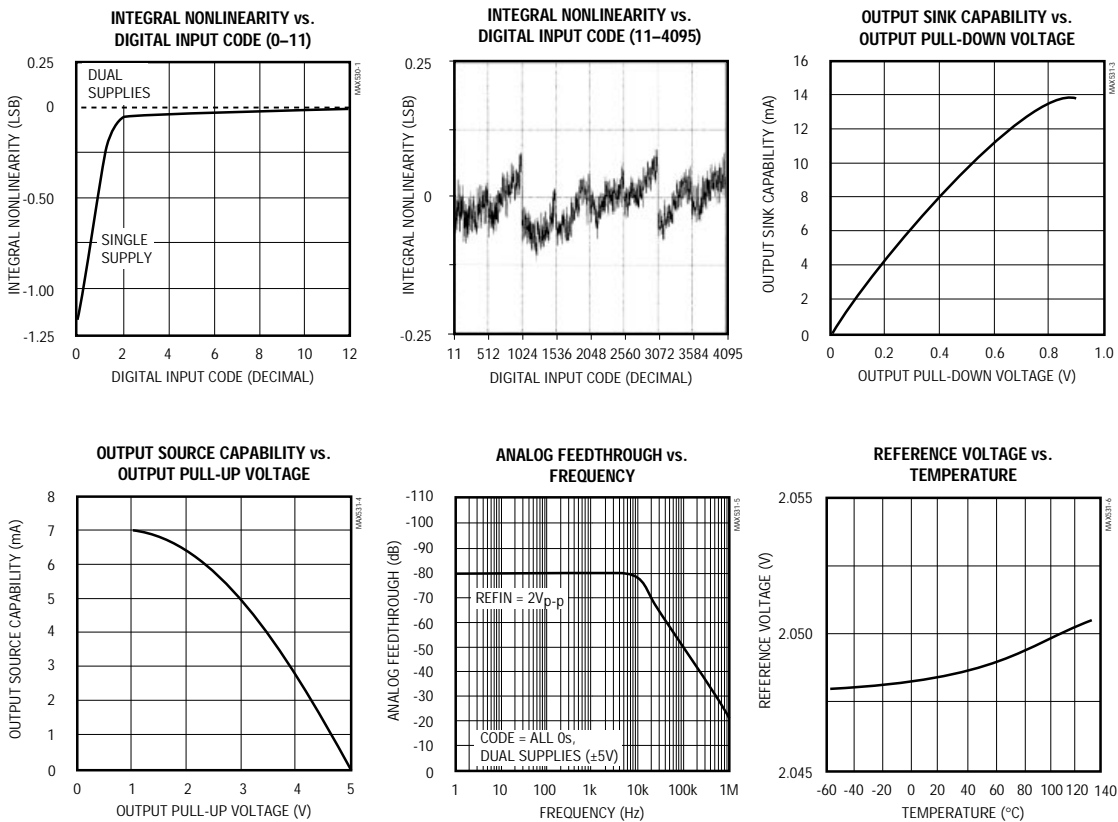 INTEGRAL NONLINEARITY vs.
DIGITAL INPUT CODE (0–11)
0.25
0
-0.50
-1.00
-1.25
INTEGRAL NONLINEARITY (LSB)
DUAL
SUPPLIES
SINGLE
SUPPLY
MAX530-1
0 2 4 6 8 10 12
DIGITAL INPUT CODE (DECIMAL)
INTEGRAL NONLINEARITY vs.
DIGITAL INPUT CODE (11–4095)
0.25
0
-0.25
INTEGRAL NONLINEARITY (LSB)
11 512 1024 1536 2048 2560 3072 3584 4095
DIGITAL INPUT CODE (DECIMAL)
OUTPUT SINK CAPABILITY vs.
OUTPUT PULL-DOWN VOLTAGE
16
14
12
10
8
6
4
2
0
OUTPUT SINK CAPABILITY (mA)
MAX531-3
0 0.2 0.4 0.6 0.8 1.0
OUTPUT PULL-DOWN VOLTAGE (V)
OUTPUT SOURCE CAPABILITY vs.
OUTPUT PULL-UP VOLTAGE
8
7
6
5
4
3
2
1
0
OUTPUT SOURCE CAPABILITY (mA)
MAX531-4
0 1 2 3 4 5
OUTPUT PULL-UP VOLTAGE (V)
ANALOG FEEDTHROUGH vs.
FREQUENCY
-110
-100
-90
-80
-70
-60
-50
-40
-30
-20
-10
0
ANALOG FEEDTHROUGH (dB)
REFIN = 2Vp-p
CODE = ALL 0s,
DUAL SUPPLIES (±5V)
MAX531-5
1 10 100 1k 10k 100k 1M
FREQUENCY (Hz)
REFERENCE VOLTAGE vs.
TEMPERATURE
2.055
2.050
2.045
REFERENCE VOLTAGE (V)
MAX531-6
-60 -40 -20 0 20 40 60 80 100 120 140
TEMPERATURE (°C)